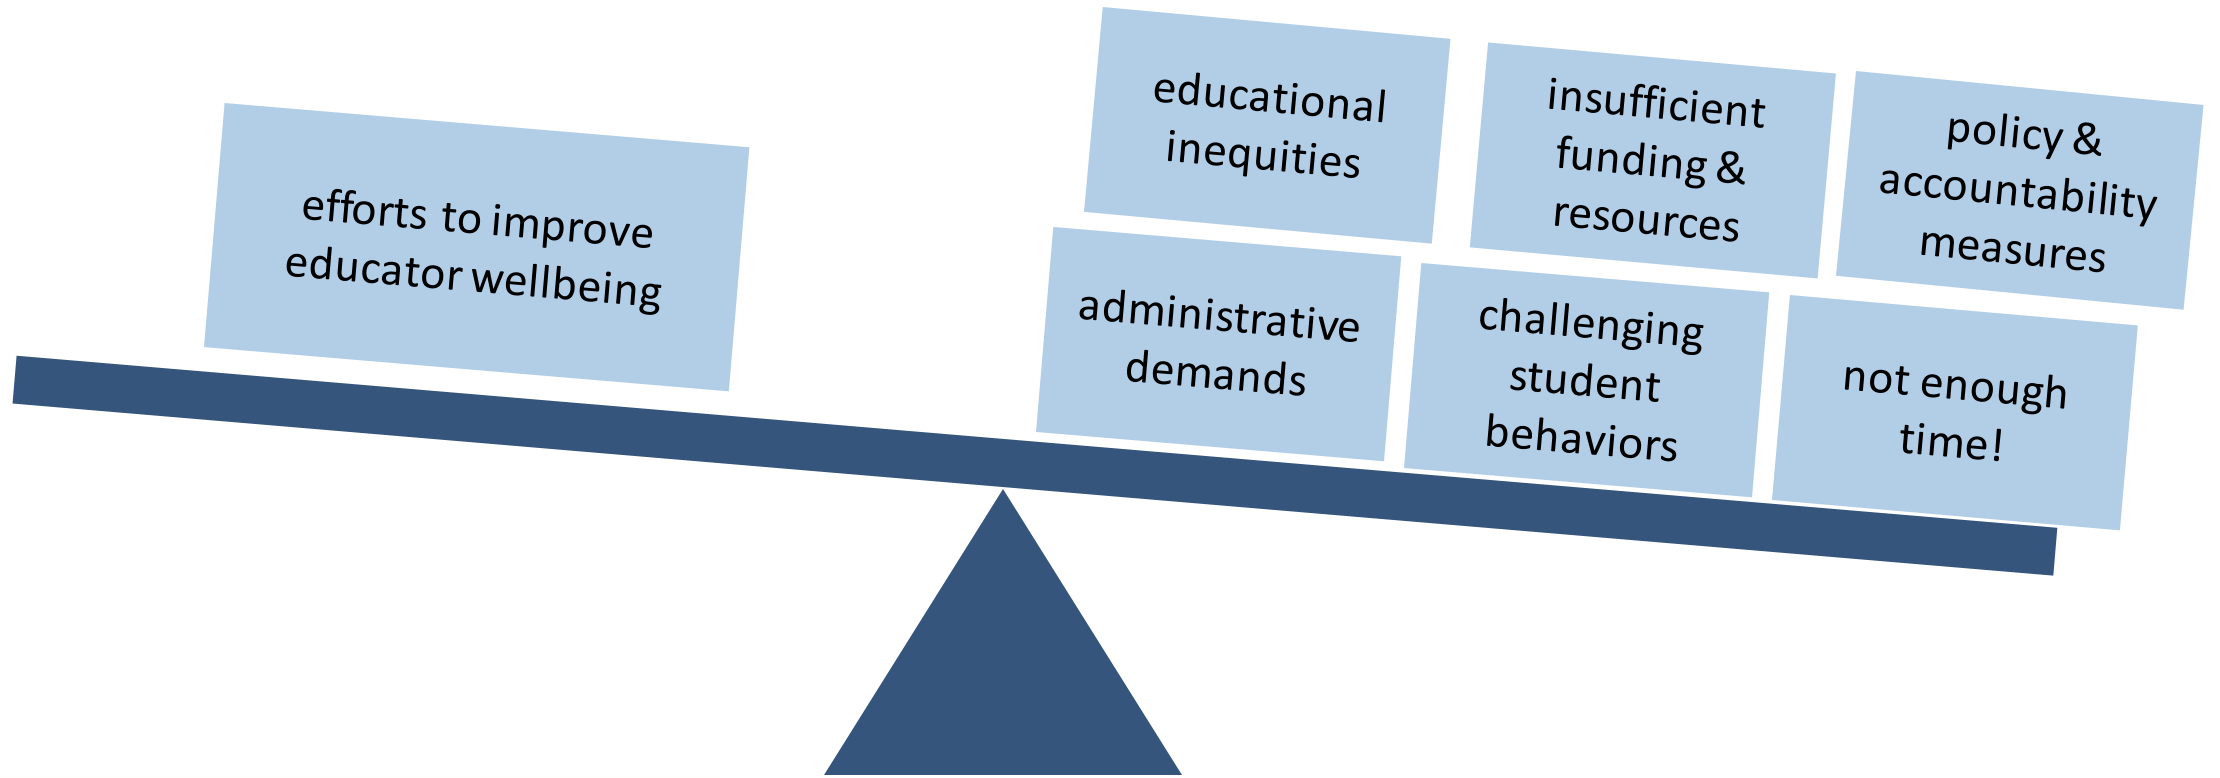 efforts to improve
educator wellbeing
educational
inequities
insufficient
funding &
resources
policy &
accountability
measures
administrative
demands
challenging
student
behaviors
not enough
time!